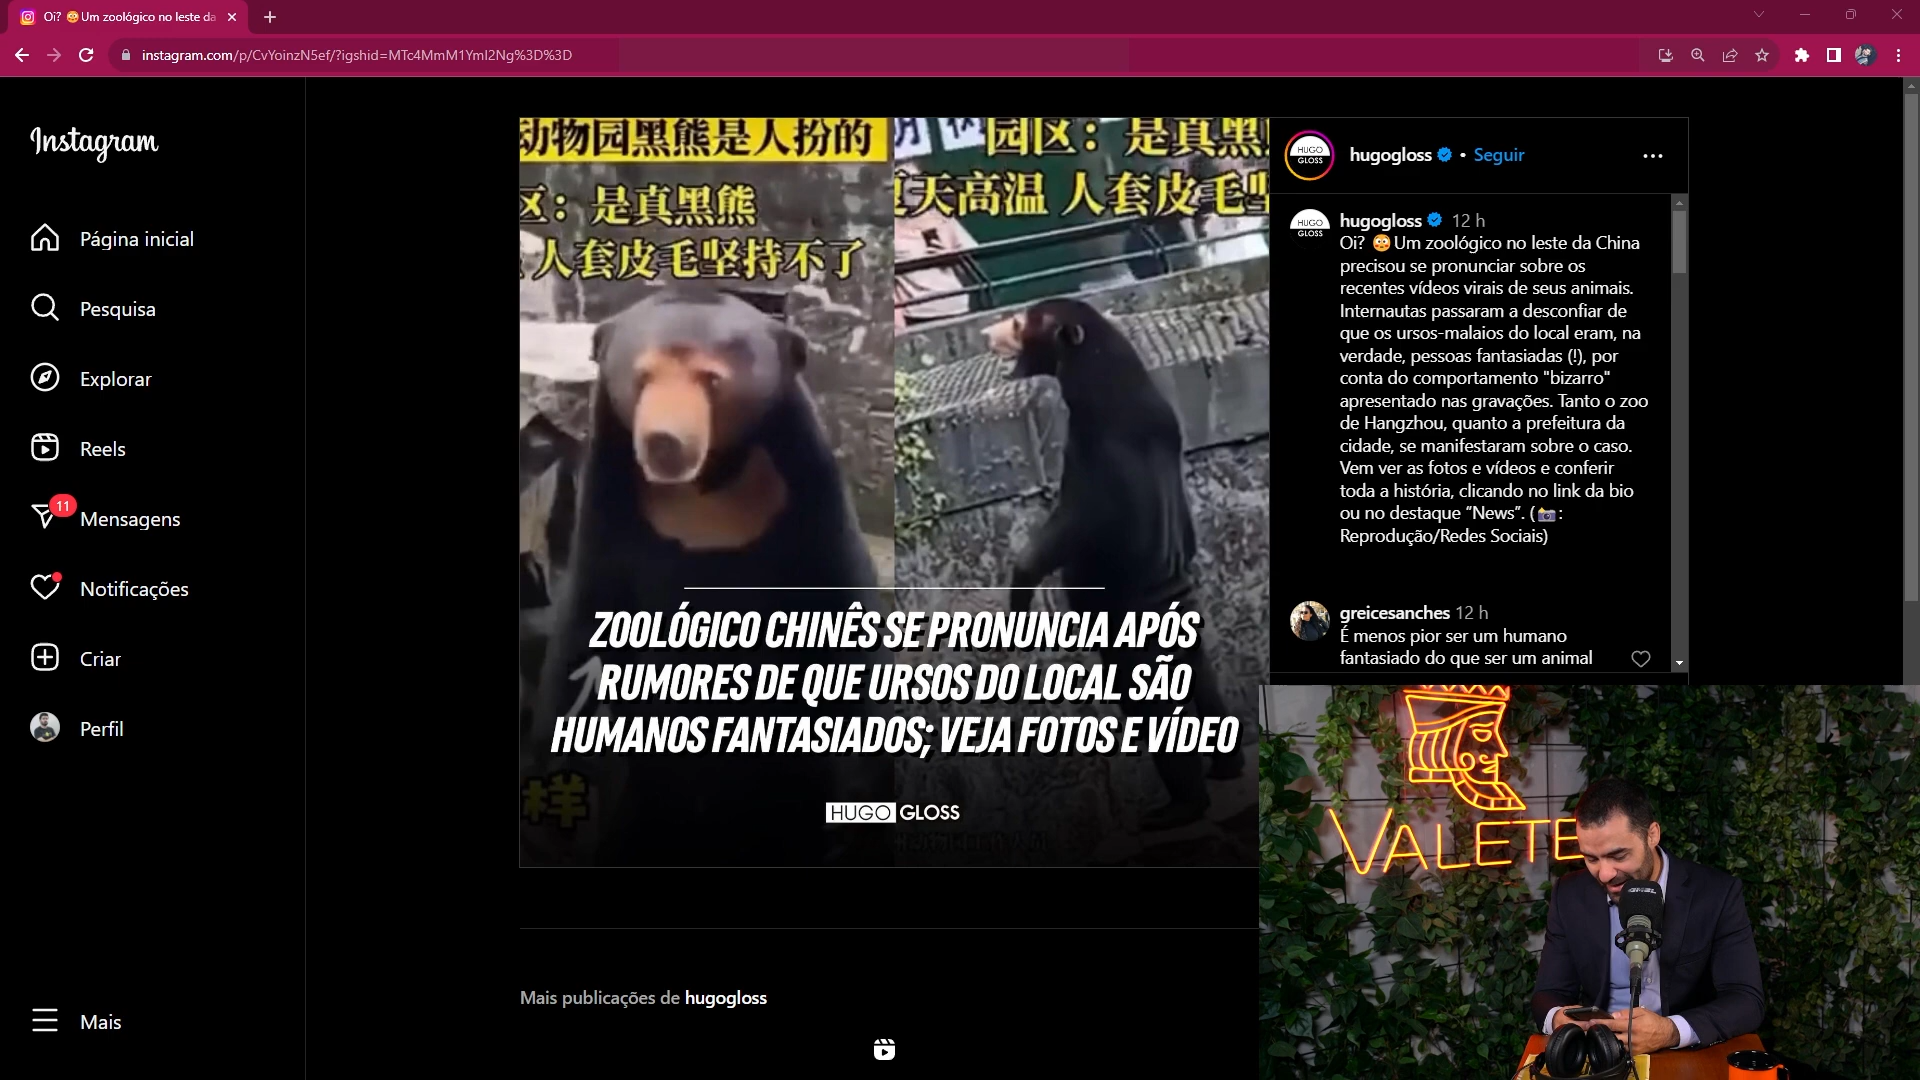 Oi? 😳Um zoológico no leste da
instagram.com/p/CvYoinzN5ef/?igshid=MTc4MmM1YmI2Ng%3D%3D
Instagram
Página inicial
Pesquisa
Explorar
Reels
11
Mensagens
Notificações
Criar
Perfil
Mais
动物园黑熊是人扮的
区：是真黑熊
人套皮毛坚持不了
园区：是真黑
夏天高温 人套皮毛坚
样
ZOOLÓGICO CHINÊS SE PRONUNCIA APÓS
RUMORES DE QUE URSOS DO LOCAL SÃO
HUMANOS FANTASIADOS; VEJA FOTOS E VÍDEO
HUGO GLOSS
HUGO
GLOSS
hugogloss • Seguir
HUGO
GLOSS
hugogloss 12 h
Oi? 😳Um zoológico no leste da China
precisou se pronunciar sobre os
recentes vídeos virais de seus animais.
Internautas passaram a desconfiar de
que os ursos-malaios do local eram, na
verdade, pessoas fantasiadas (!), por
conta do comportamento "bizarro"
apresentado nas gravações. Tanto o zoo
de Hangzhou, quanto a prefeitura da
cidade, se manifestaram sobre o caso.
Vem ver as fotos e vídeos e conferir
toda a história, clicando no link da bio
ou no destaque “News”. (📸:
Reprodução/Redes Sociais)
greicesanches 12 h
É menos pior ser um humano
fantasiado do que ser um animal
VALETE
Mais publicações de hugogloss